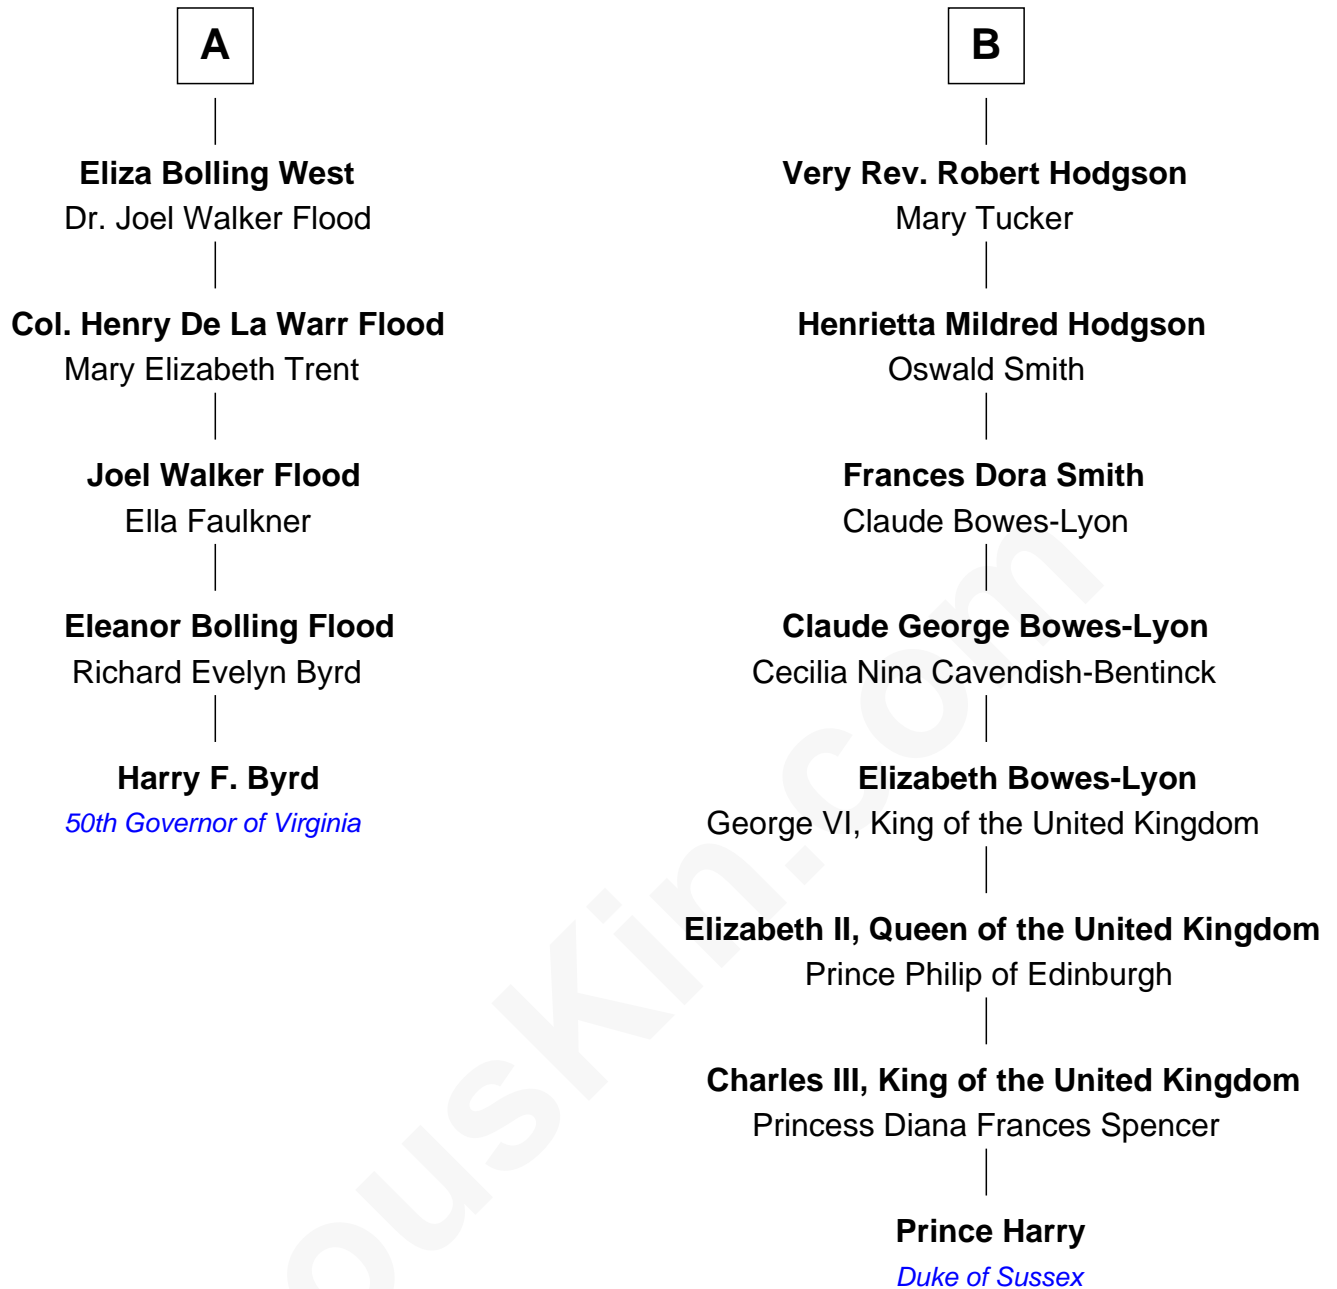 A
Eliza Bolling West
Dr. Joel Walker Flood
Col. Henry De La Warr Flood
Mary Elizabeth Trent
Joel Walker Flood
Ella Faulkner
Eleanor Bolling Flood
Richard Evelyn Byrd
Harry F. Byrd
50th Governor of Virginia
B
Very Rev. Robert Hodgson
Mary Tucker
Henrietta Mildred Hodgson
Oswald Smith
Frances Dora Smith
Claude Bowes-Lyon
Claude George Bowes-Lyon
Cecilia Nina Cavendish-Bentinck
Elizabeth Bowes-Lyon
George VI, King of the United Kingdom
Elizabeth II, Queen of the United Kingdom
Prince Philip of Edinburgh
Charles III, King of the United Kingdom
Princess Diana Frances Spencer
Prince Harry
Duke of Sussex
ousKin.com